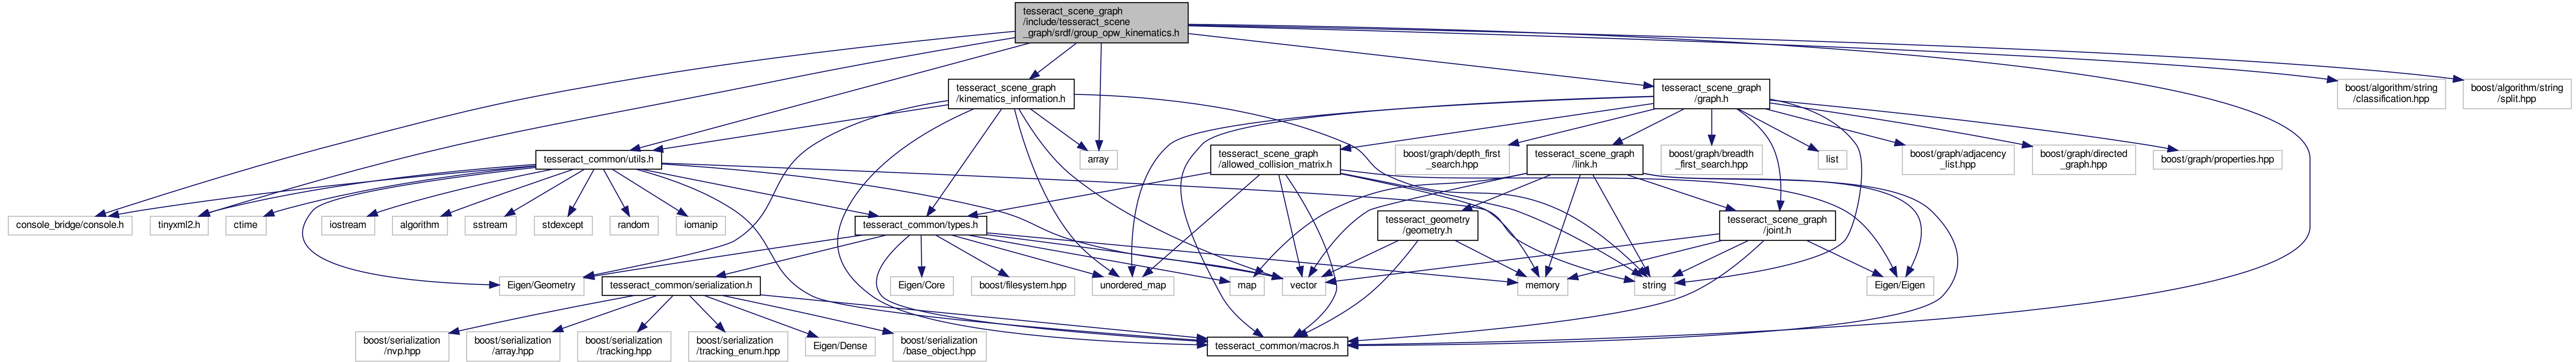 tesseract_scene_graph
/include/tesseract_scene
_graph/srdf/group_opw_kinematics.h
tesseract_scene_graph
/kinematics_information.h
tesseract_scene_graph
/graph.h
boost/algorithm/string
/classification.hpp
boost/algorithm/string
/split.hpp
tesseract_common/utils.h
array
tesseract_scene_graph
/allowed_collision_matrix.h
boost/graph/depth_first
_search.hpp
tesseract_scene_graph
/link.h
boost/graph/breadth
_first_search.hpp
list
boost/graph/adjacency
_list.hpp
boost/graph/directed
_graph.hpp
boost/graph/properties.hpp
console_bridge/console.h
tinyxml2.h
ctime
iostream
algorithm
sstream
stdexcept
random
iomanip
tesseract_common/types.h
tesseract_geometry
/geometry.h
tesseract_scene_graph
/joint.h
Eigen/Geometry
tesseract_common/serialization.h
Eigen/Core
boost/filesystem.hpp
unordered_map
map
vector
memory
string
Eigen/Eigen
boost/serialization
/nvp.hpp
boost/serialization
/array.hpp
boost/serialization
/tracking.hpp
boost/serialization
/tracking_enum.hpp
Eigen/Dense
boost/serialization
/base_object.hpp
tesseract_common/macros.h